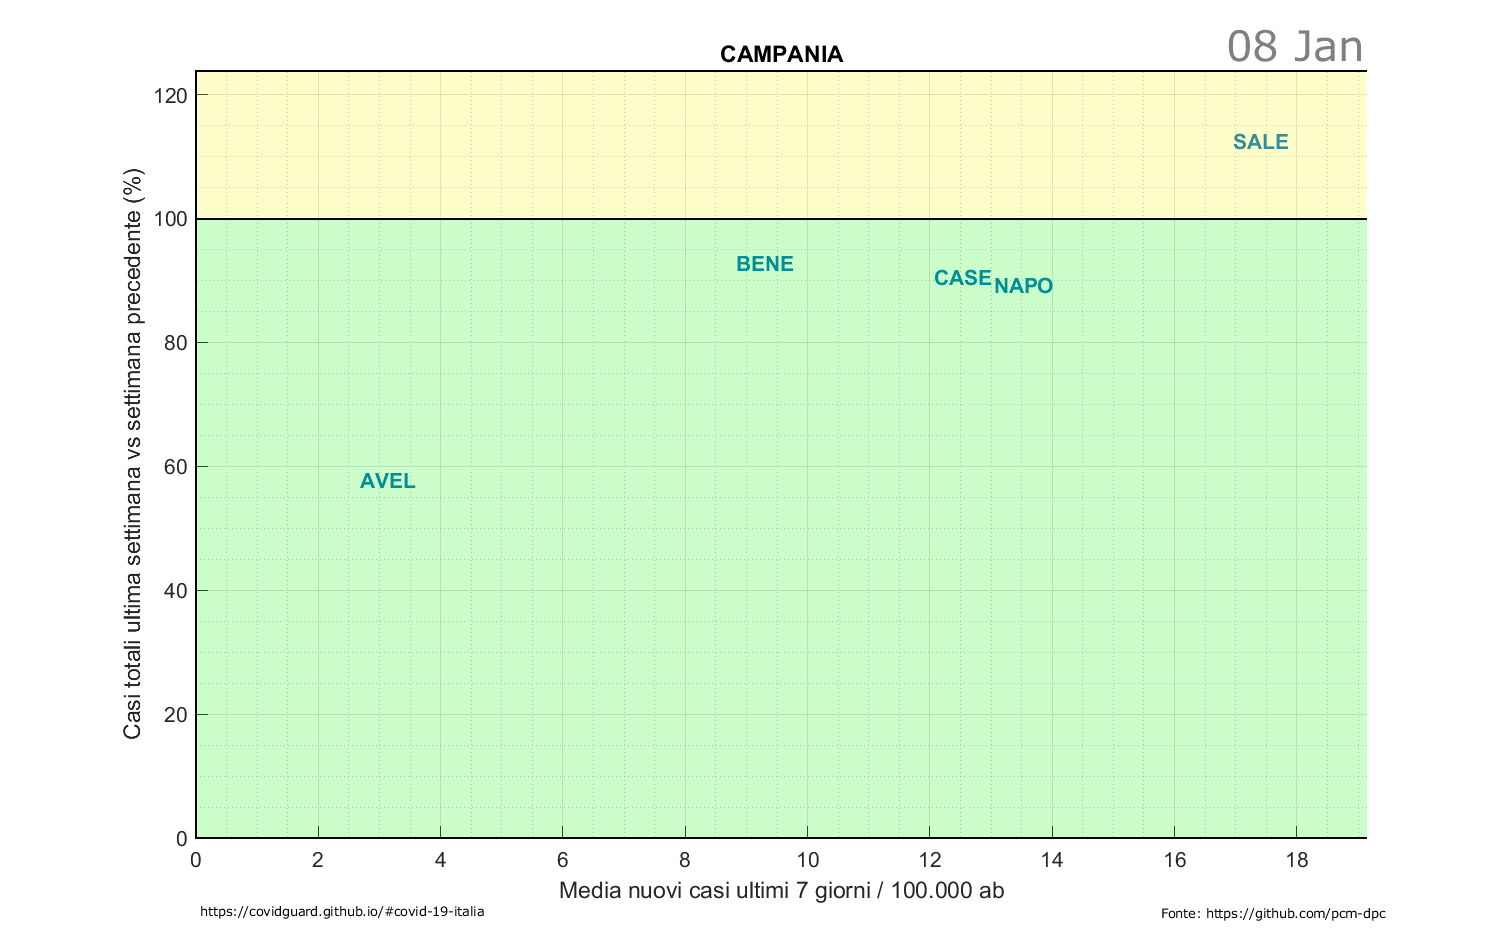 08 Jan
CAMPANIA
Casi totali ultima settimana vs settimana precedente (%)
120
100
80
60
40
20
0
SALE
BENE
CASE
NAPO
AVEL
0 2 4 6 8 10 12 14 16 18
Media nuovi casi ultimi 7 giorni / 100.000 ab
https://covidguard.github.io/#covid-19-italia
Fonte: https://github.com/pcm-dpc